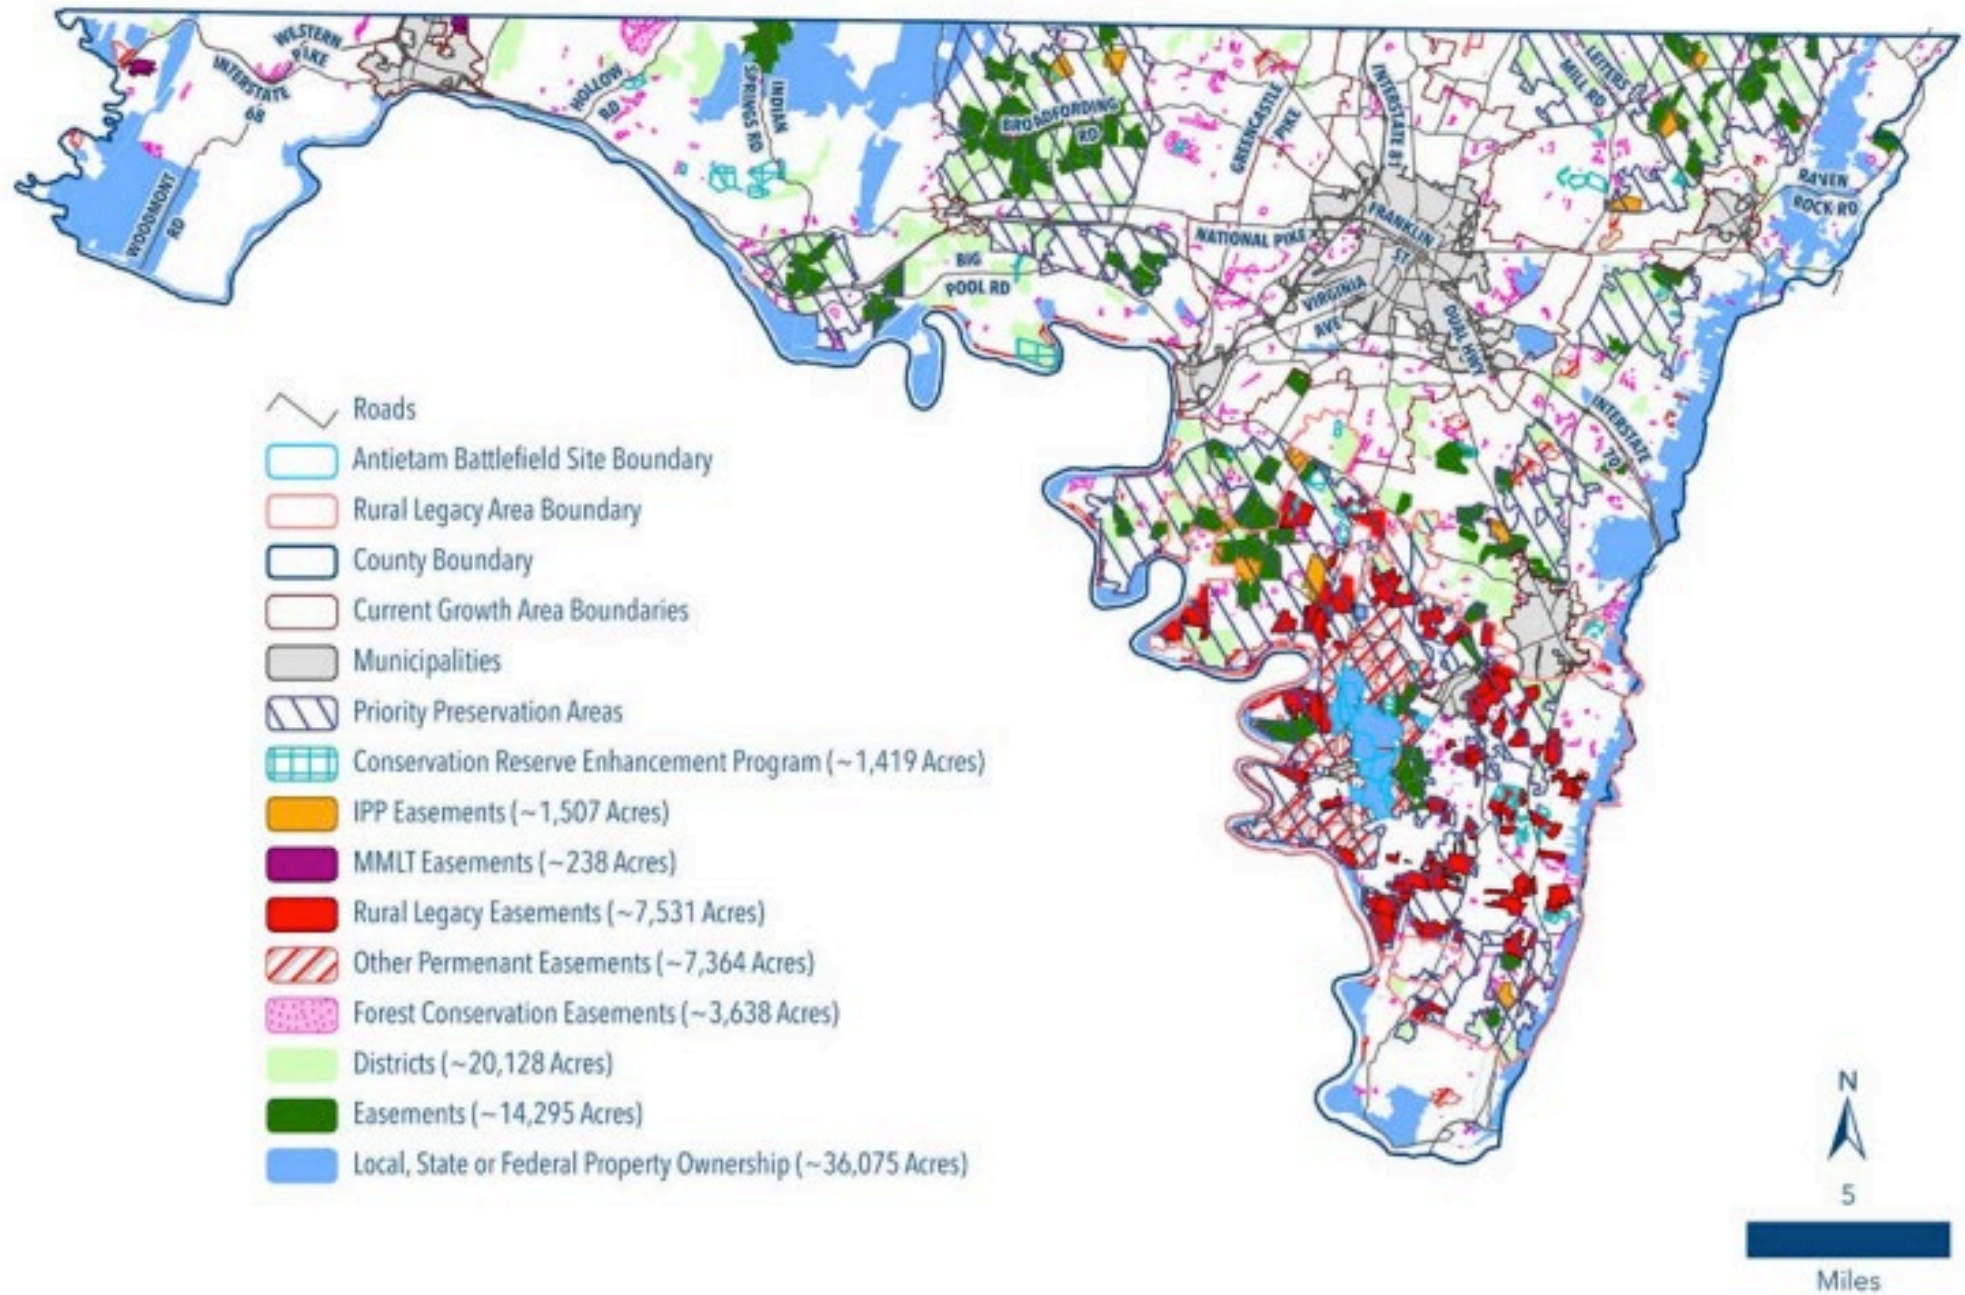 WESTERN
PIKE
INTERSTATE
68
WOODMONT
RD
HOLLOW
RD
INDIAN
SPRINGS RD
BROADFORDING
RD
GREENCASTLE
PIKE
INTERSTATE 81
LEITERS
MILL RD
RAVEN
ROCK RD
NATIONAL PIKE
FRANKLIN
ST
BIG
POOL RD
VIRGINIA
AVE
DUAL HWY
INTERSTATE
70
Roads
Antietam Battlefield Site Boundary
Rural Legacy Area Boundary
County Boundary
Current Growth Area Boundaries
Municipalities
Priority Preservation Areas
Conservation Reserve Enhancement Program (~1,419 Acres)
IPP Easements (~1,507 Acres)
MMLT Easements (~238 Acres)
Rural Legacy Easements (~7,531 Acres)
Other Permenant Easements (~7,364 Acres)
Forest Conservation Easements (~3,638 Acres)
Districts (~20,128 Acres)
Easements (~14,295 Acres)
Local, State or Federal Property Ownership (~36,075 Acres)
N
5
Miles